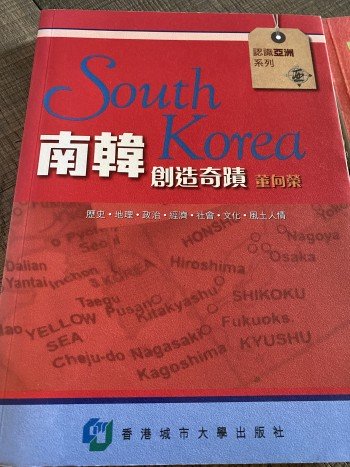 認識亞洲
系列
South
Korea
南韓
創造奇蹟 董向榮
歷史·地理·政治·經濟·社會·文化·風土人情
HONSHU
Nagoya
Dalian
Yantai
S.KOREA
Osaka
Hiroshima
Taegu
Pusan
Kitakyushu
SHIKOKU
YELLOW
SEA
Fukuoka
Cheju-do
Nagasaki
KYUSHU
Kagoshima
香港城市大學出版社